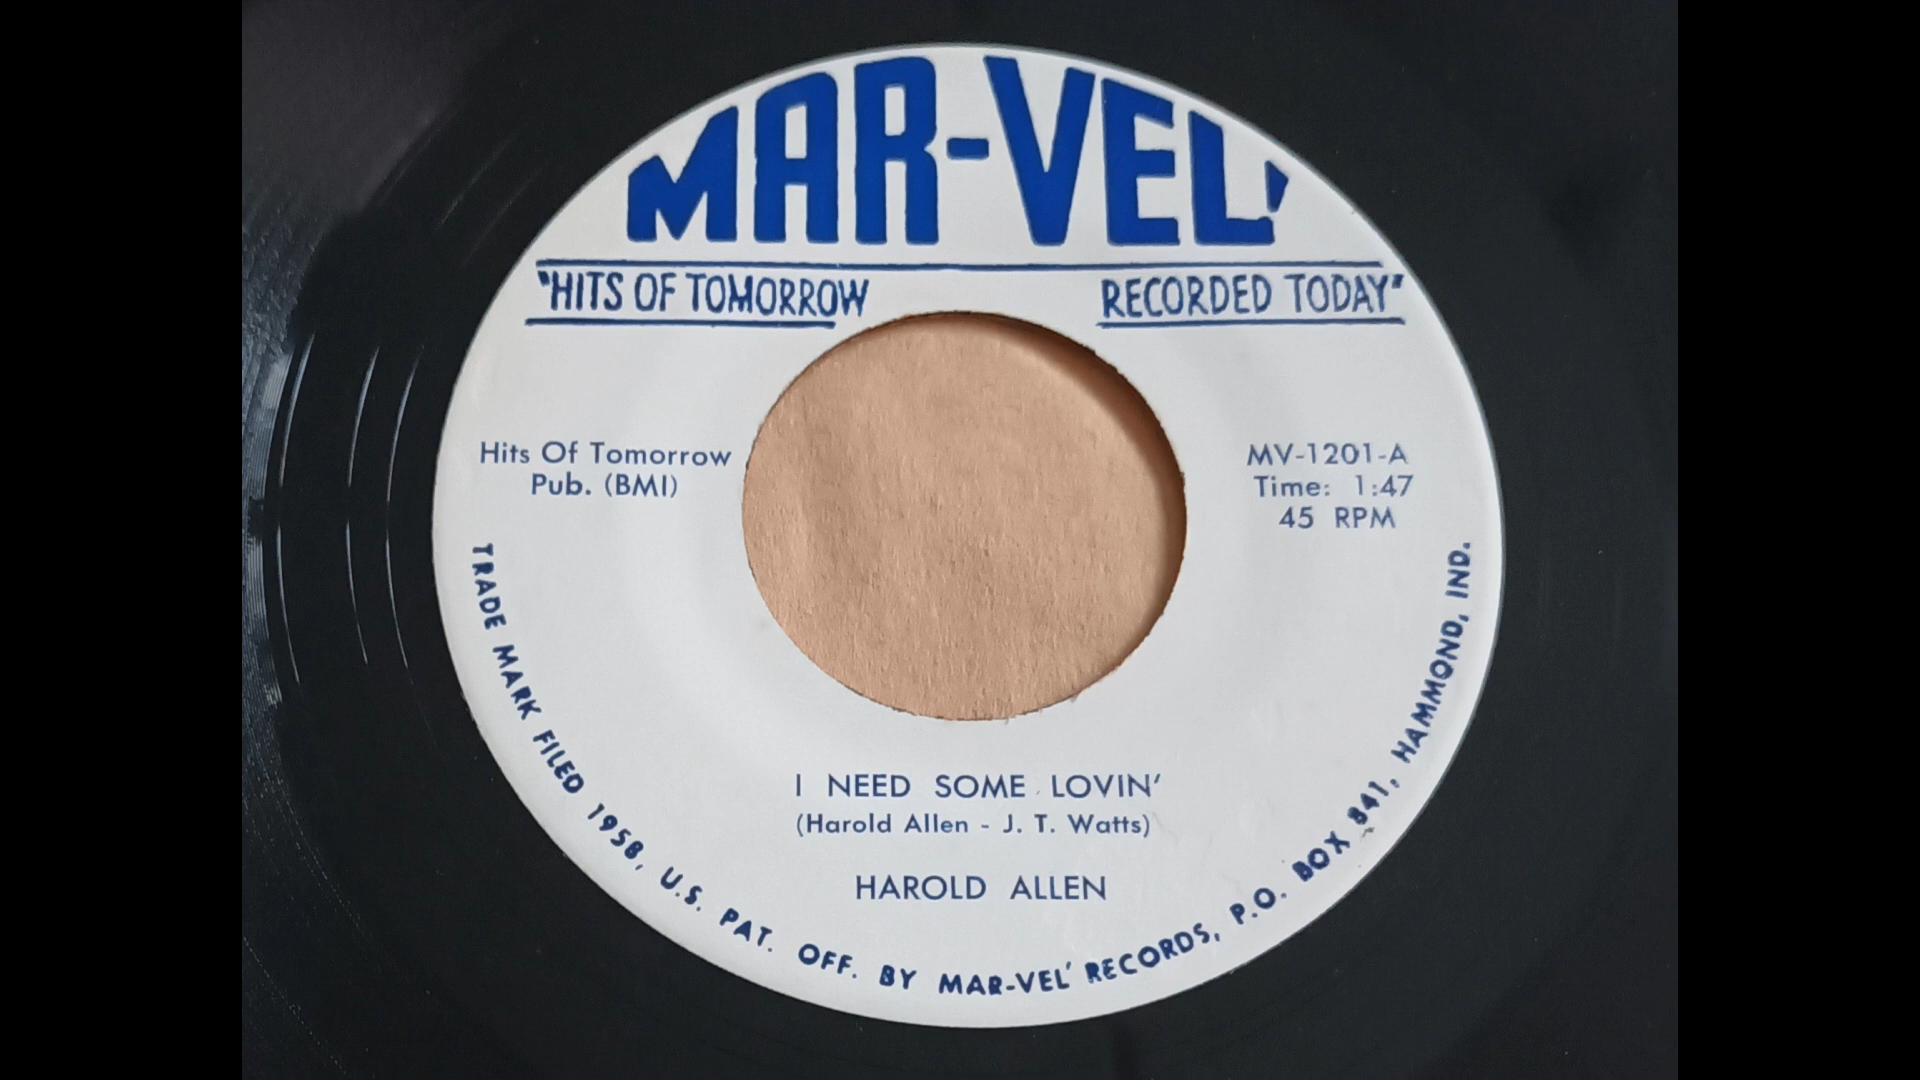 MAR-VEL'
"HITS OF TOMORROW RECORDED TODAY"
Hits Of Tomorrow
Pub. (BMI)
MV-1201-A
Time: 1:47
45 RPM
I NEED SOME LOVIN'
(Harold Allen - J. T. Watts)
HAROLD ALLEN
TRADE MARK FILED 1958, U.S. PAT. OFF. BY MAR-VEL' RECORDS, P.O. BOX 841, HAMMOND, IND.